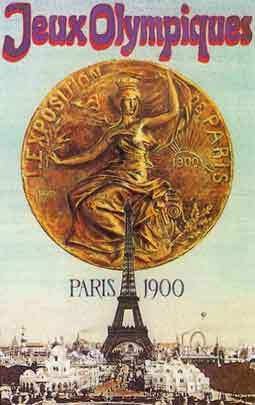 Jeux Olympiques
L'EXPOSITION DE PARIS
1900
PARIS 1900